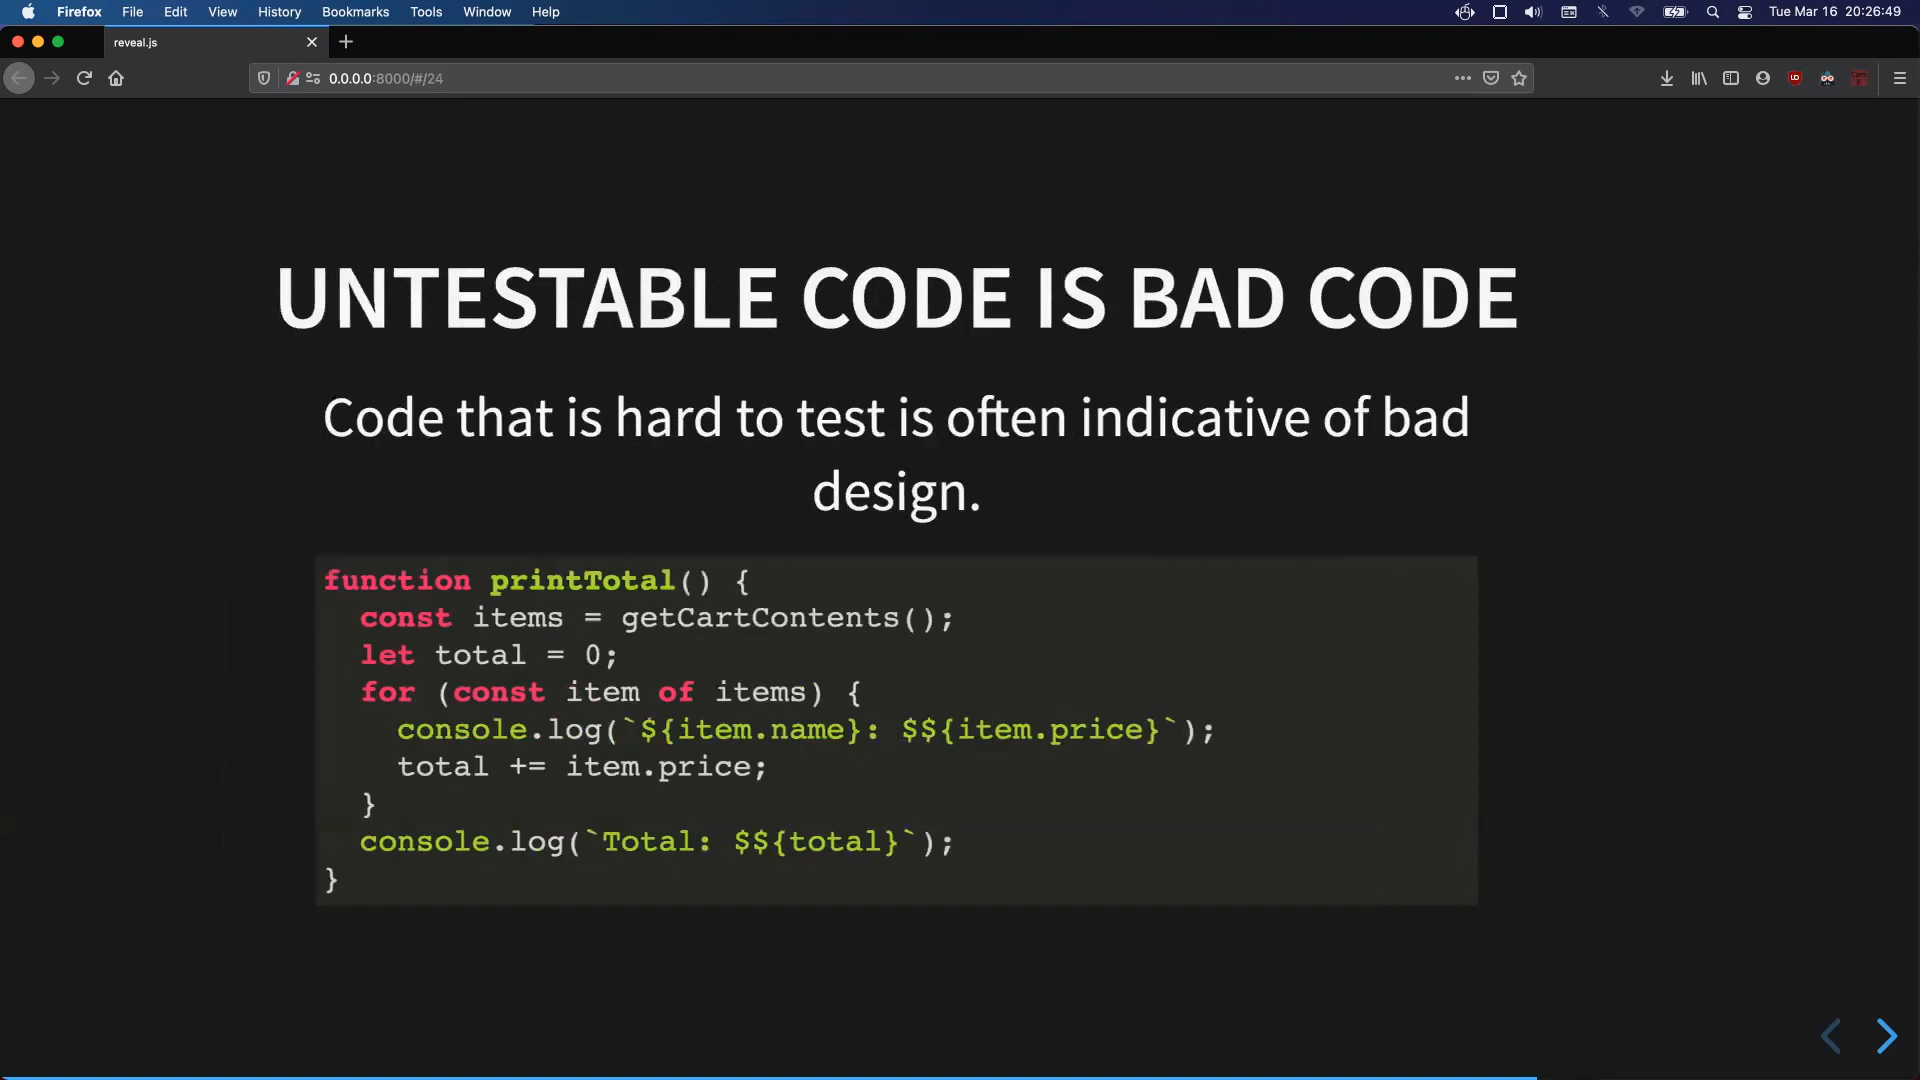 Firefox File Edit View History Bookmarks Tools Window Help Tue Mar 16 20:26:49
reveal.js
0.0.0.0:8000/#/24
UNTESTABLE CODE IS BAD CODE
Code that is hard to test is often indicative of bad
design.
function printTotal() {
  const items = getCartContents();
  let total = 0;
  for (const item of items) {
    console.log(`${item.name}: $${item.price}`);
    total += item.price;
  }
  console.log(`Total: $${total}`);
}